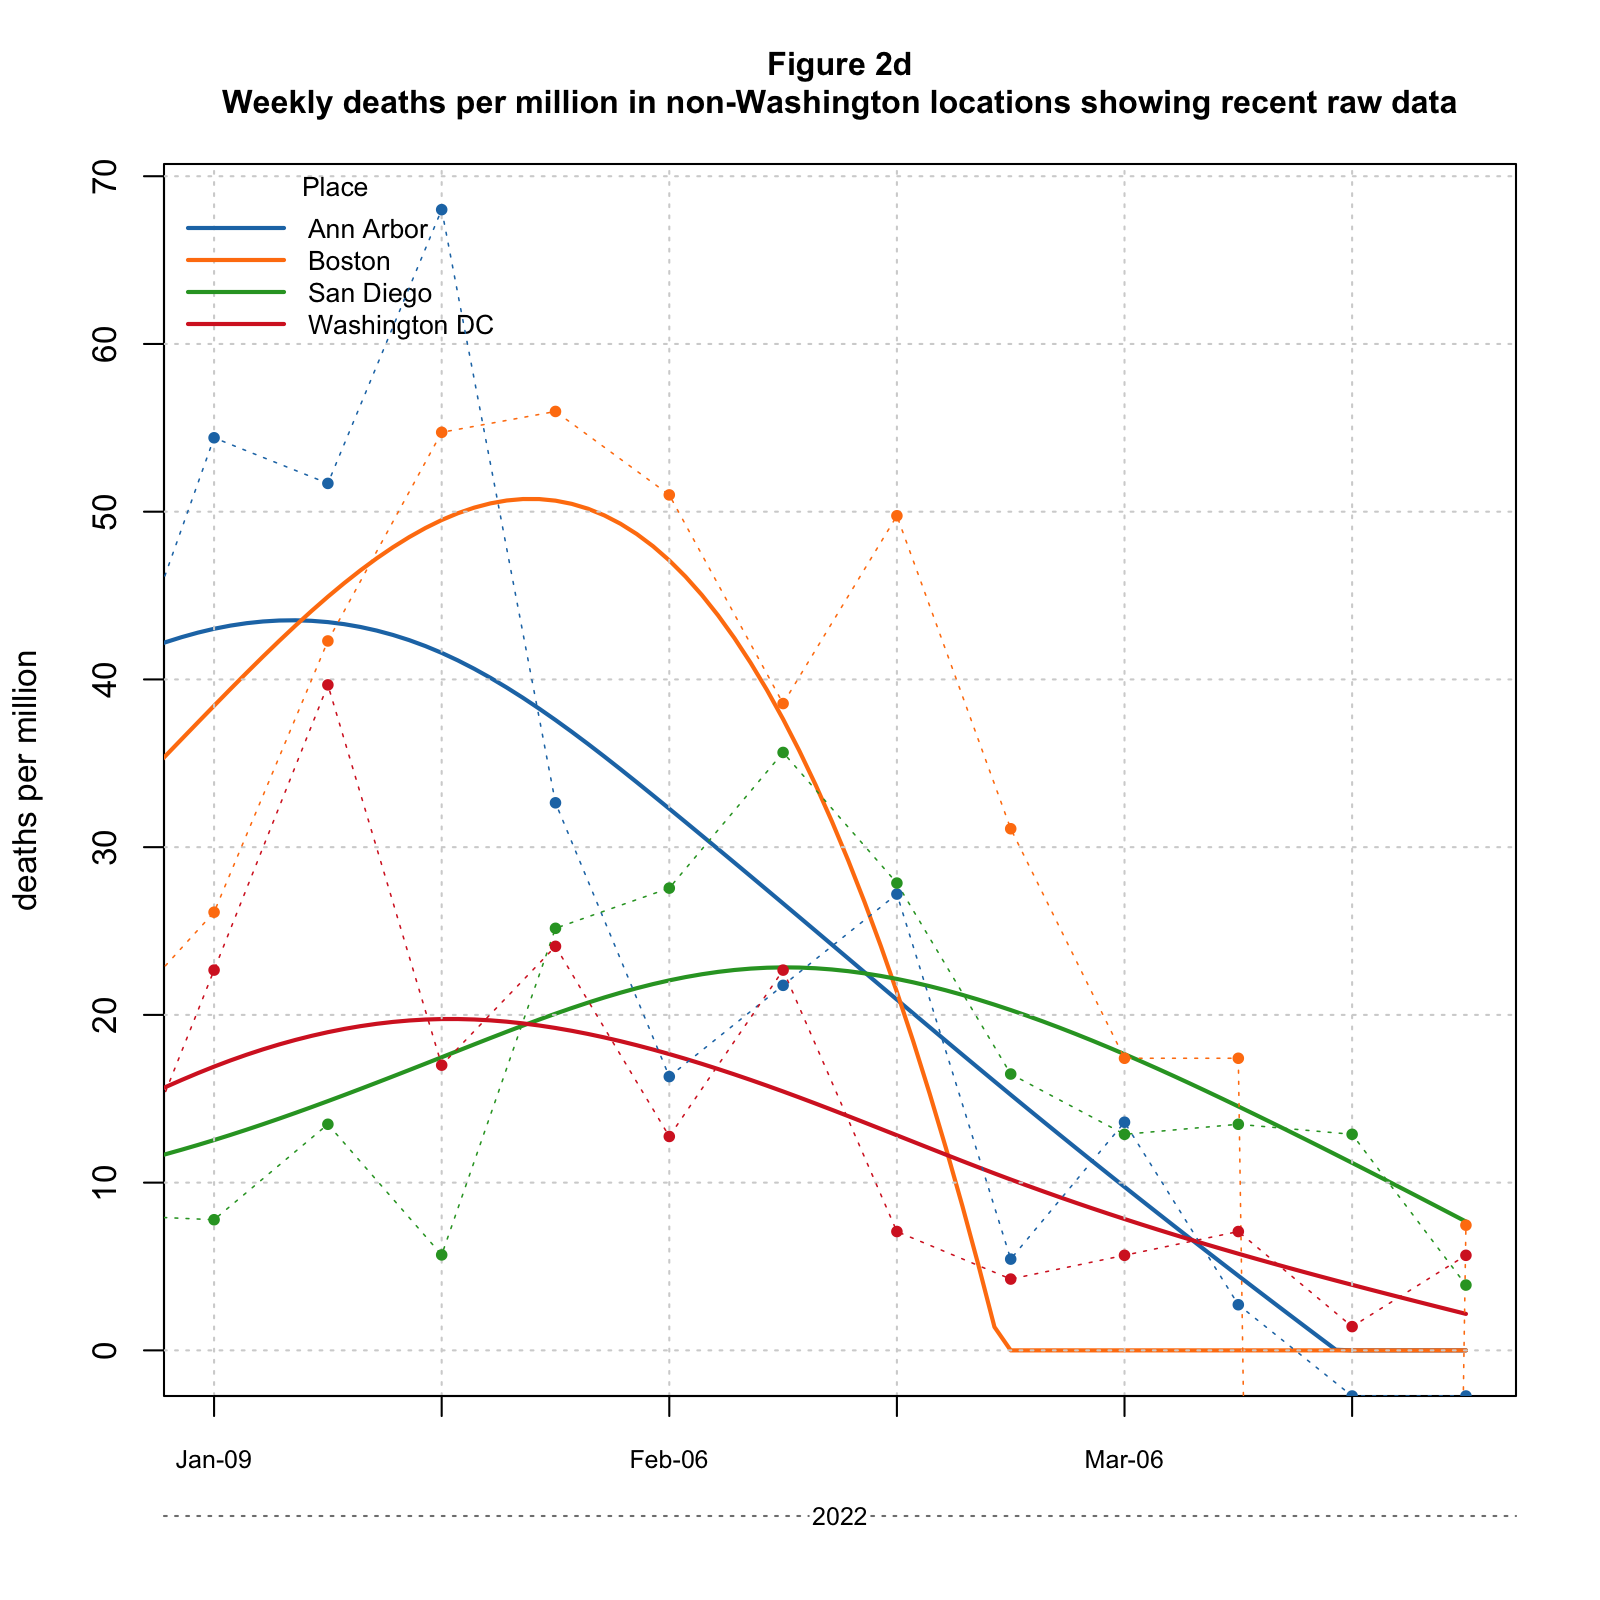 Figure 2d
Weekly deaths per million in non-Washington locations showing recent raw data
Place
Ann Arbor
Boston
San Diego
Washington DC
deaths per million
70
60
50
40
30
20
10
0
Jan-09
Feb-06
Mar-06
2022